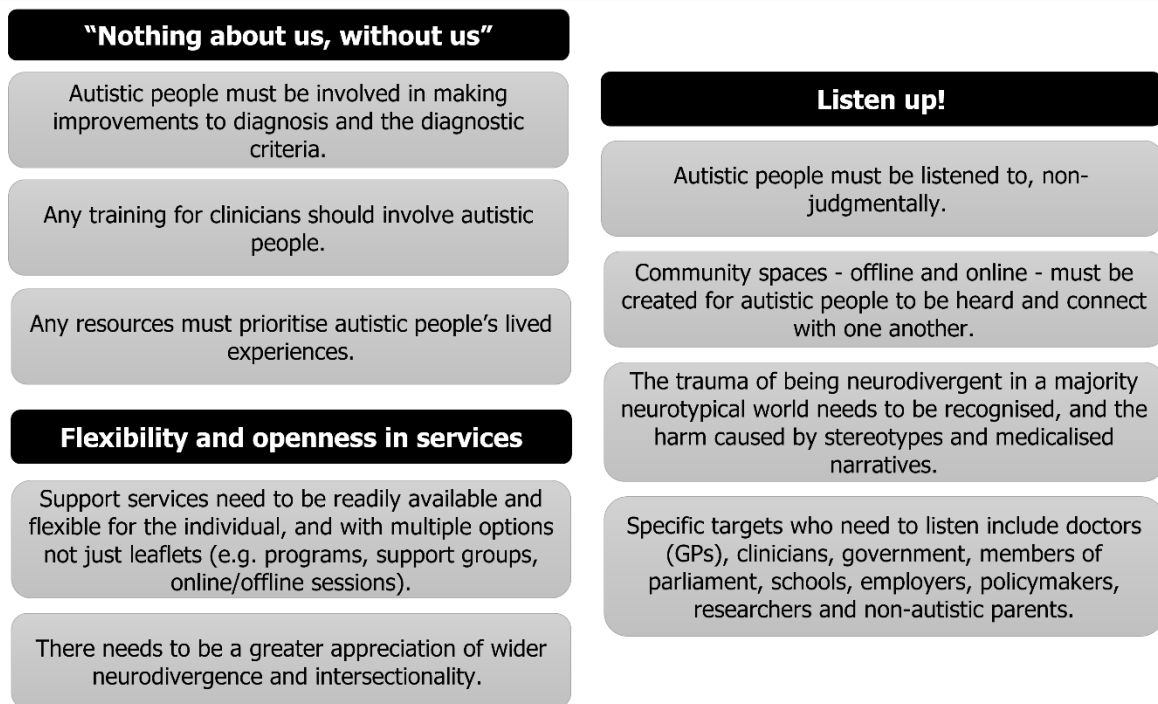 “Nothing about us, without us”
Autistic people must be involved in making
improvements to diagnosis and the diagnostic
criteria.
Any training for clinicians should involve autistic
people.
Any resources must prioritise autistic people’s lived
experiences.
Flexibility and openness in services
Support services need to be readily available and
flexible for the individual, and with multiple options
not just leaflets (e.g. programs, support groups,
online/offline sessions).
There needs to be a greater appreciation of wider
neurodivergence and intersectionality.
Listen up!
Autistic people must be listened to, non-
judgmentally.
Community spaces - offline and online - must be
created for autistic people to be heard and connect
with one another.
The trauma of being neurodivergent in a majority
neurotypical world needs to be recognised, and the
harm caused by stereotypes and medicalised
narratives.
Specific targets who need to listen include doctors
(GPs), clinicians, government, members of
parliament, schools, employers, policymakers,
researchers and non-autistic parents.